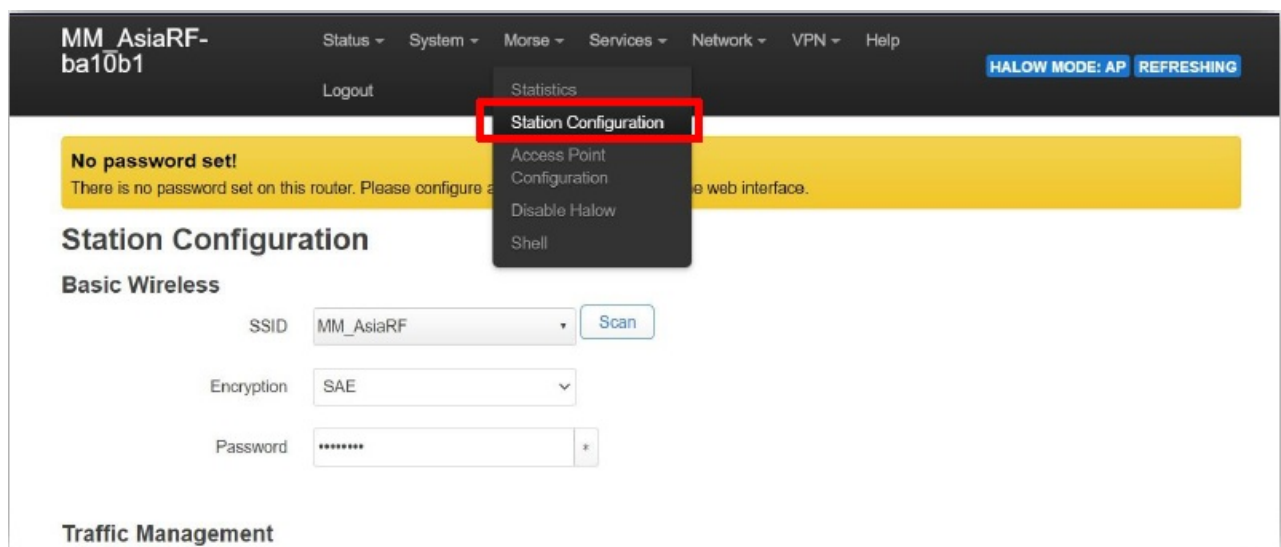 MM_AsiaRF-
ba10b1
Status
System
Morse
Services
Network
VPN
Help
Logout
HALOW MODE: AP
REFRESHING
Statistics
Station Configuration
Access Point
Configuration
Disable Halow
Shell
No password set!
There is no password set on this router. Please configure a
e web interface.
Station Configuration
Basic Wireless
SSID
MM_AsiaRF
Scan
Encryption
SAE
Password
••••••••
*
Traffic Management